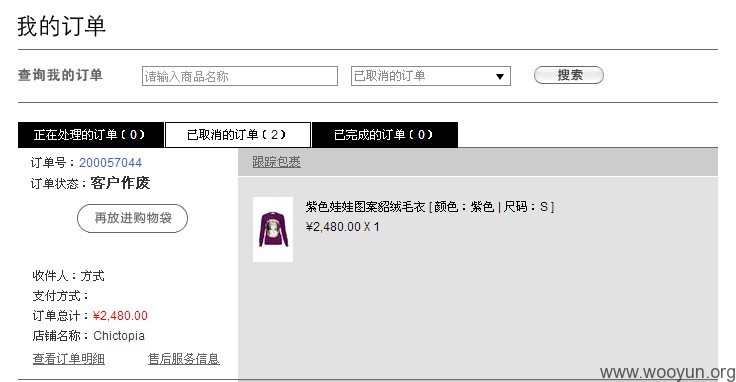 我的订单
查询我的订单 请输入商品名称 已取消的订单 搜索
正在处理的订单 ( 0 ) 已取消的订单 ( 2 ) 已完成的订单 ( 0 )
订单号：200057044 跟踪包裹
订单状态：客户作废
再放进购物袋
紫色娃娃图案貂绒毛衣 [ 颜色：紫色 | 尺码：S ]
¥2,480.00 X 1
收件人：方式
支付方式：
订单总计：¥2,480.00
店铺名称：Chictopia
查看订单明细 售后服务信息
www.wooyun.org